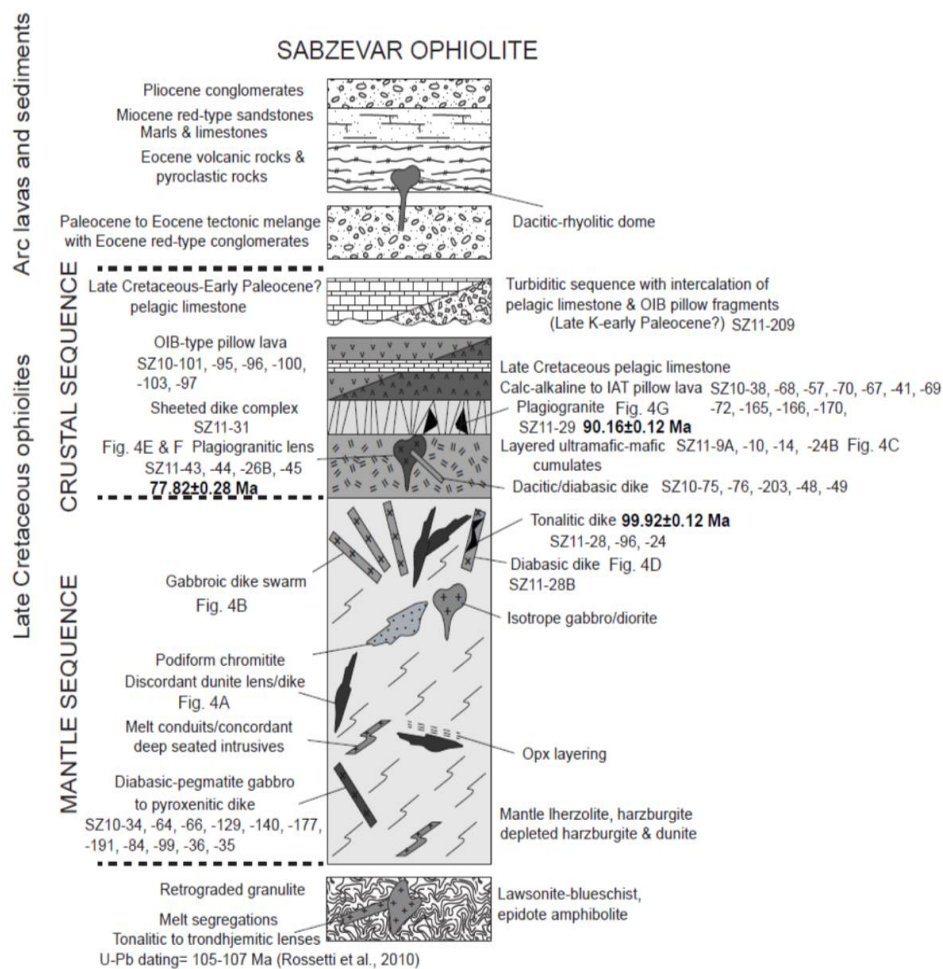 SABZEVAR OPHIOLITE
Arc lavas and sediments
Pliocene conglomerates
Miocene red-type sandstones
Marls & limestones
Eocene volcanic rocks &
pyroclastic rocks
Dacitic-rhyolitic dome
Paleocene to Eocene tectonic melange
with Eocene red-type conglomerates
Late Cretaceous ophiolites
CRUSTAL SEQUENCE
Late Cretaceous-Early Paleocene?
pelagic limestone
Turbiditic sequence with intercalation of
pelagic limestone & OIB pillow fragments
(Late K-early Paleocene?) SZ11-209
OIB-type pillow lava
SZ10-101, -95, -96, -100,
-103, -97
Late Cretaceous pelagic limestone
Calc-alkaline to IAT pillow lava SZ10-38, -68, -57, -70, -67, -41, -69
-72, -165, -166, -170,
Sheeted dike complex
SZ11-31
Plagiogranite Fig. 4G
SZ11-29 90.16±0.12 Ma
Fig. 4E & F Plagiogranitic lens
SZ11-43, -44, -26B, -45
77.82±0.28 Ma
Layered ultramafic-mafic SZ11-9A, -10, -14, -24B Fig. 4C
cumulates
Dacitic/diabasic dike SZ10-75, -76, -203, -48, -49
MANTLE SEQUENCE
Tonalitic dike 99.92±0.12 Ma
SZ11-28, -96, -24
Diabasic dike Fig. 4D
SZ11-28B
Gabbroic dike swarm
Fig. 4B
Isotrope gabbro/diorite
Podiform chromitite
Discordant dunite lens/dike
Fig. 4A
Melt conduits/concordant
deep seated intrusives
Opx layering
Diabasic-pegmatite gabbro
to pyroxenitic dike
SZ10-34, -64, -66, -129, -140, -177,
-191, -84, -99, -36, -35
Mantle lherzolite, harzburgite
depleted harzburgite & dunite
Retrograded granulite
Melt segregations
Tonalitic to trondhjemitic lenses
U-Pb dating= 105-107 Ma (Rossetti et al., 2010)
Lawsonite-blueschist,
epidote amphibolite